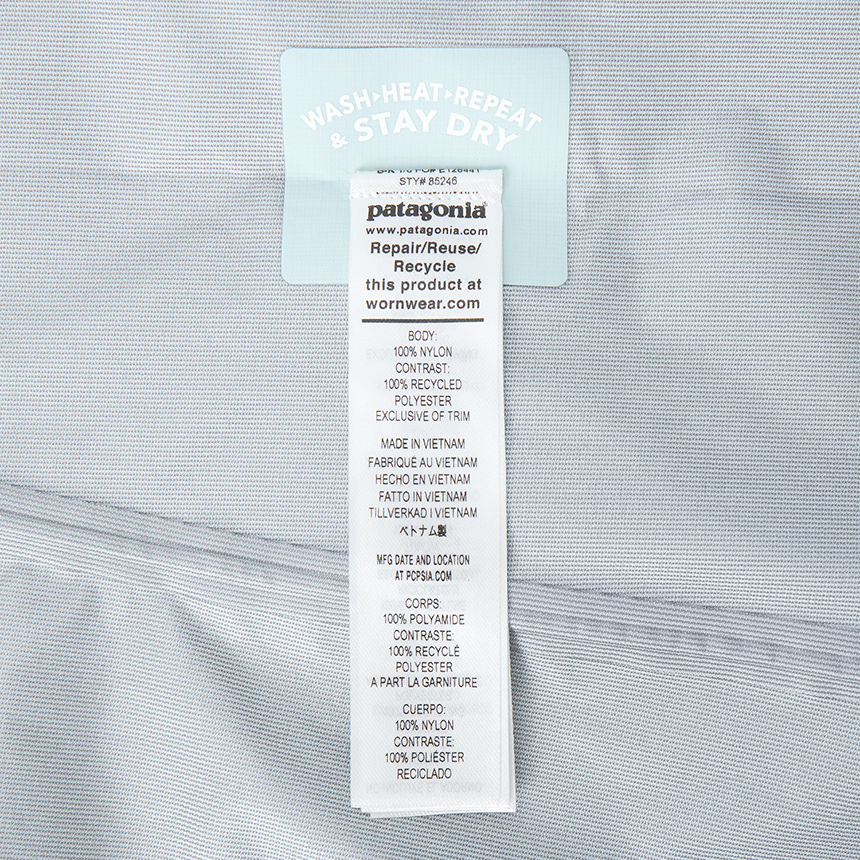 WASH▸HEAT▸REPEAT
& STAY DRY
STY# 85246
patagonia®
www.patagonia.com
Repair/Reuse/
Recycle
this product at
wornwear.com
BODY:
100% NYLON
CONTRAST:
100% RECYCLED
POLYESTER
EXCLUSIVE OF TRIM
MADE IN VIETNAM
FABRIQUÉ AU VIETNAM
HECHO EN VIETNAM
FATTO IN VIETNAM
TILLVERKAD I VIETNAM
ベトナム製
MFG DATE AND LOCATION
AT PCPSIA.COM
CORPS:
100% POLYAMIDE
CONTRASTE:
100% RECYCLÉ
POLYESTER
A PART LA GARNITURE
CUERPO:
100% NYLON
CONTRASTE:
100% POLIÉSTER
RECICLADO